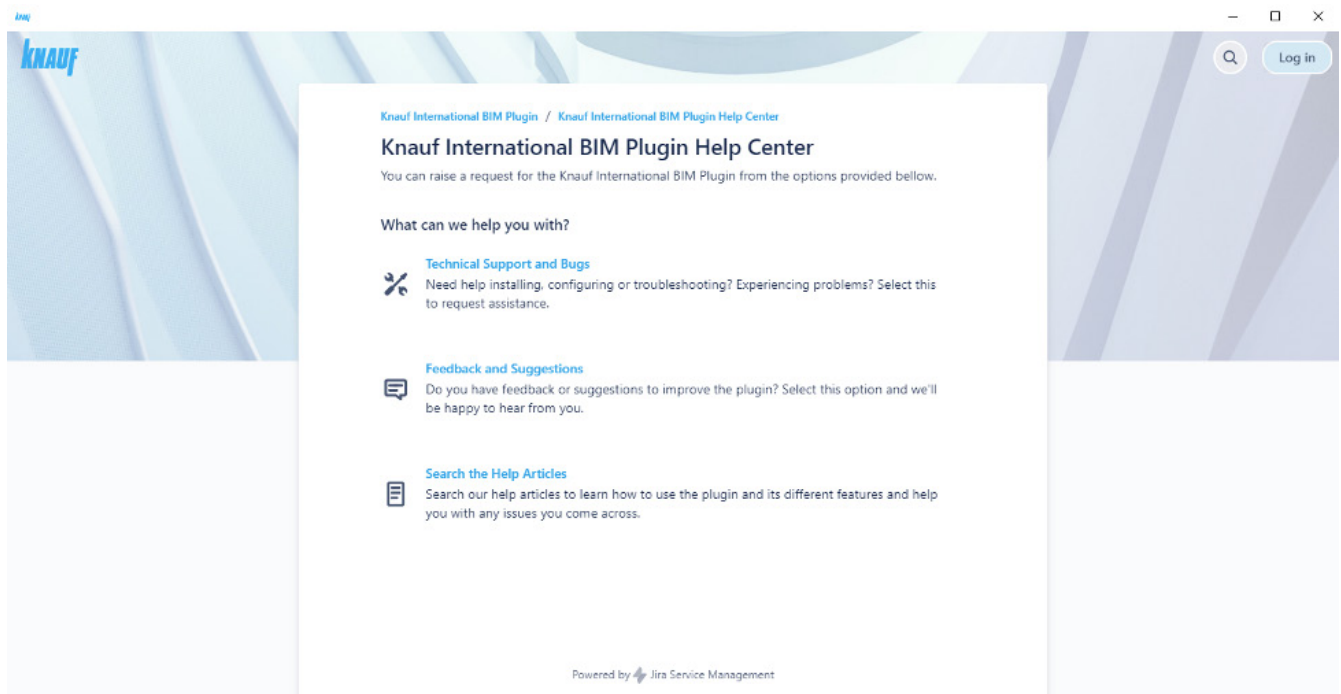 KNAUF
KNAUF
Log in
Knauf International BIM Plugin / Knauf International BIM Plugin Help Center
Knauf International BIM Plugin Help Center
You can raise a request for the Knauf International BIM Plugin from the options provided bellow.
What can we help you with?
Technical Support and Bugs
Need help installing, configuring or troubleshooting? Experiencing problems? Select this
to request assistance.
Feedback and Suggestions
Do you have feedback or suggestions to improve the plugin? Select this option and we'll
be happy to hear from you.
Search the Help Articles
Search our help articles to learn how to use the plugin and its different features and help
you with any issues you come across.
Powered by Jira Service Management